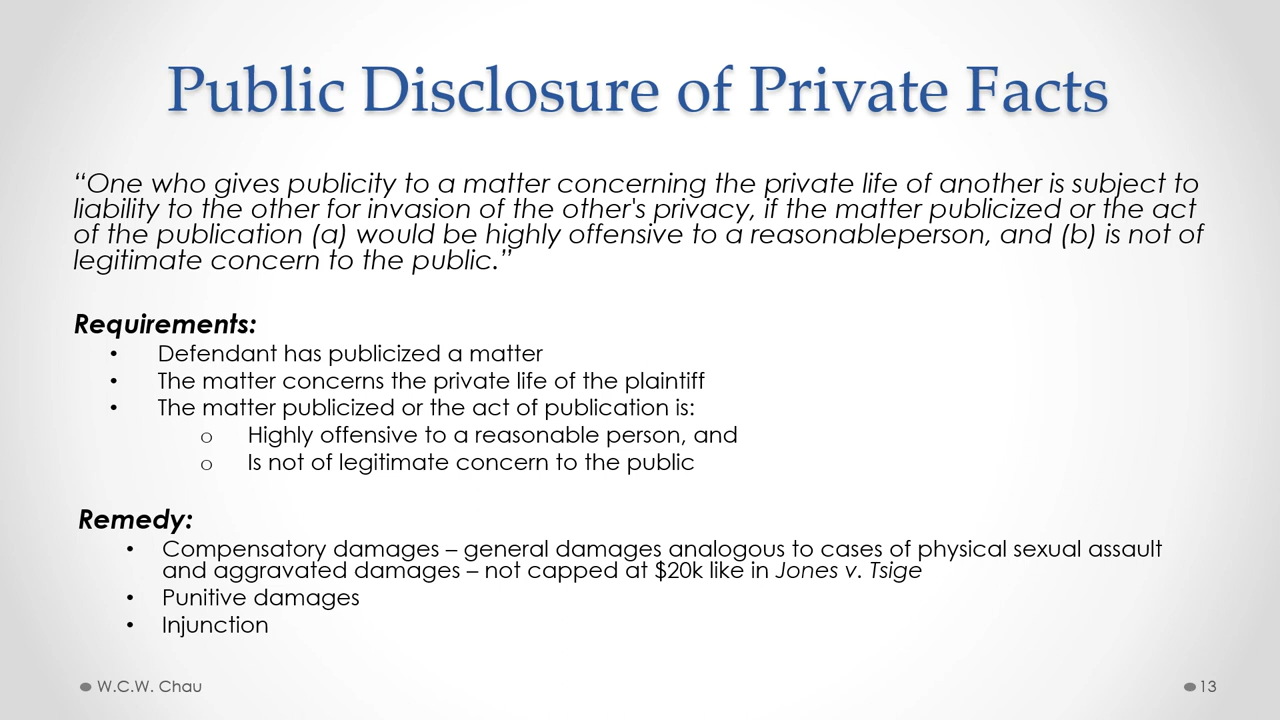 Public Disclosure of Private Facts
“One who gives publicity to a matter concerning the private life of another is subject to
liability to the other for invasion of the other's privacy, if the matter publicized or the act
of the publication (a) would be highly offensive to a reasonableperson, and (b) is not of
legitimate concern to the public.”
Requirements:
• Defendant has publicized a matter
• The matter concerns the private life of the plaintiff
• The matter publicized or the act of publication is:
o Highly offensive to a reasonable person, and
o Is not of legitimate concern to the public
Remedy:
• Compensatory damages – general damages analogous to cases of physical sexual assault
and aggravated damages – not capped at $20k like in Jones v. Tsige
• Punitive damages
• Injunction
W.C.W. Chau
13